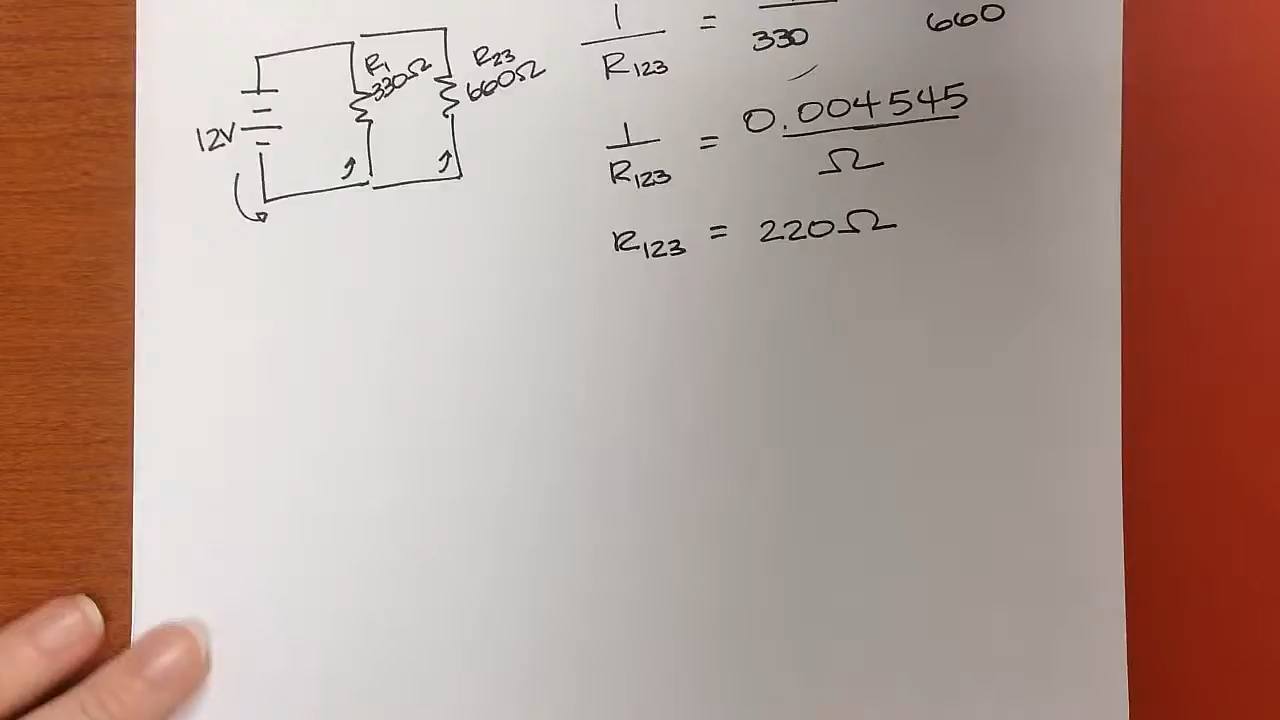 12V
R1
330Ω
R23
660Ω
1/R123 = /330 660
1/R123 = 0.004545/Ω
R123 = 220Ω